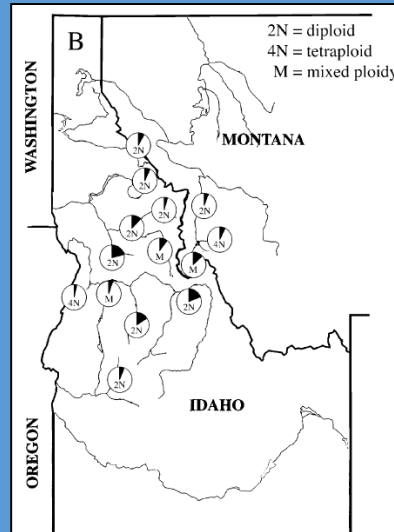 B
2N = diploid
4N = tetraploid
M = mixed ploidy
WASHINGTON
MONTANA
2N
2N
2N
2N
2N
4N
2N
M
M
4N
M
2N
2N
2N
IDAHO
OREGON